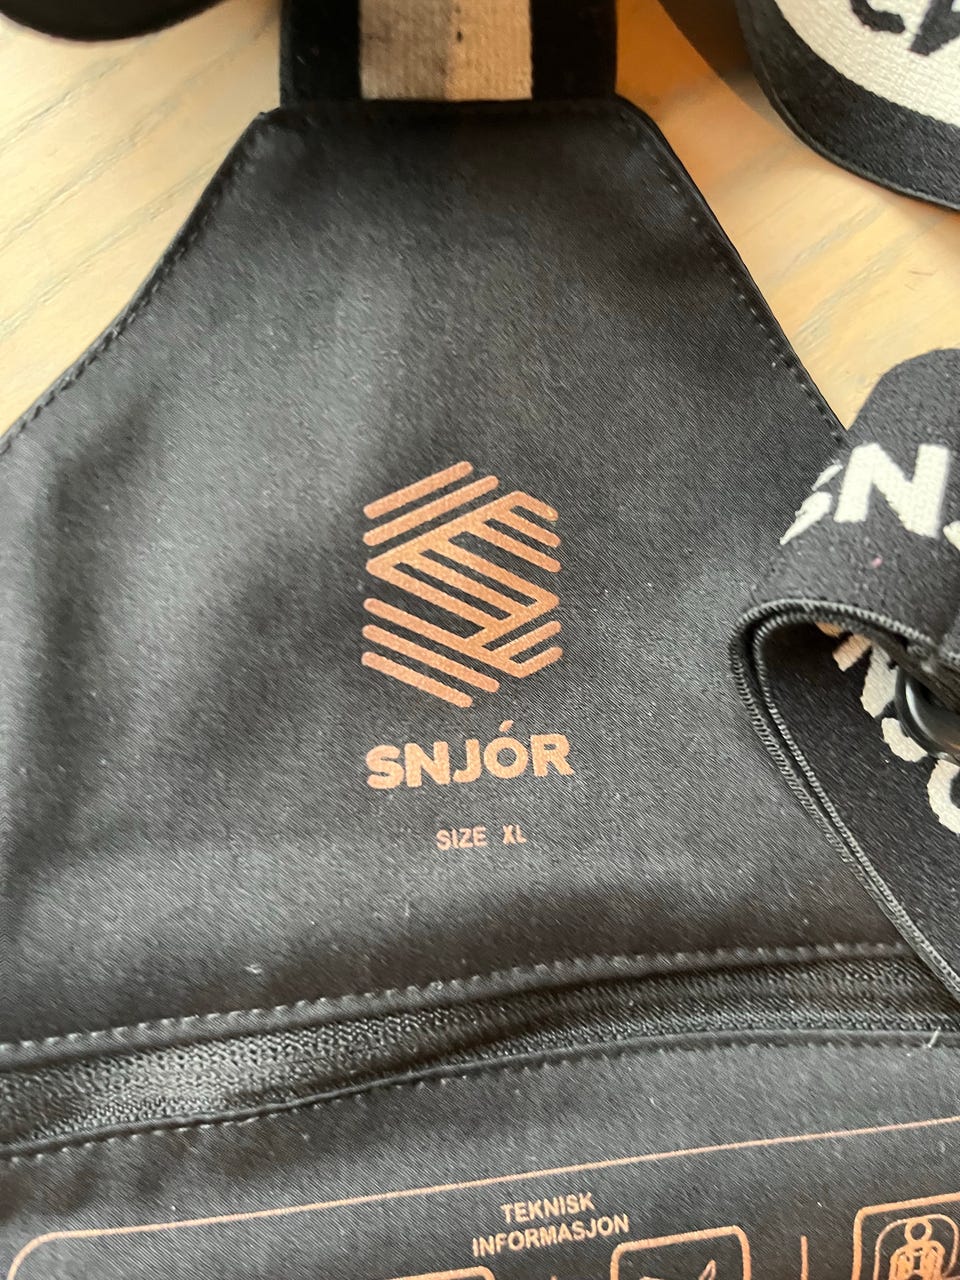 SNJÓR
SIZE XL
TEKNISK
INFORMASJON